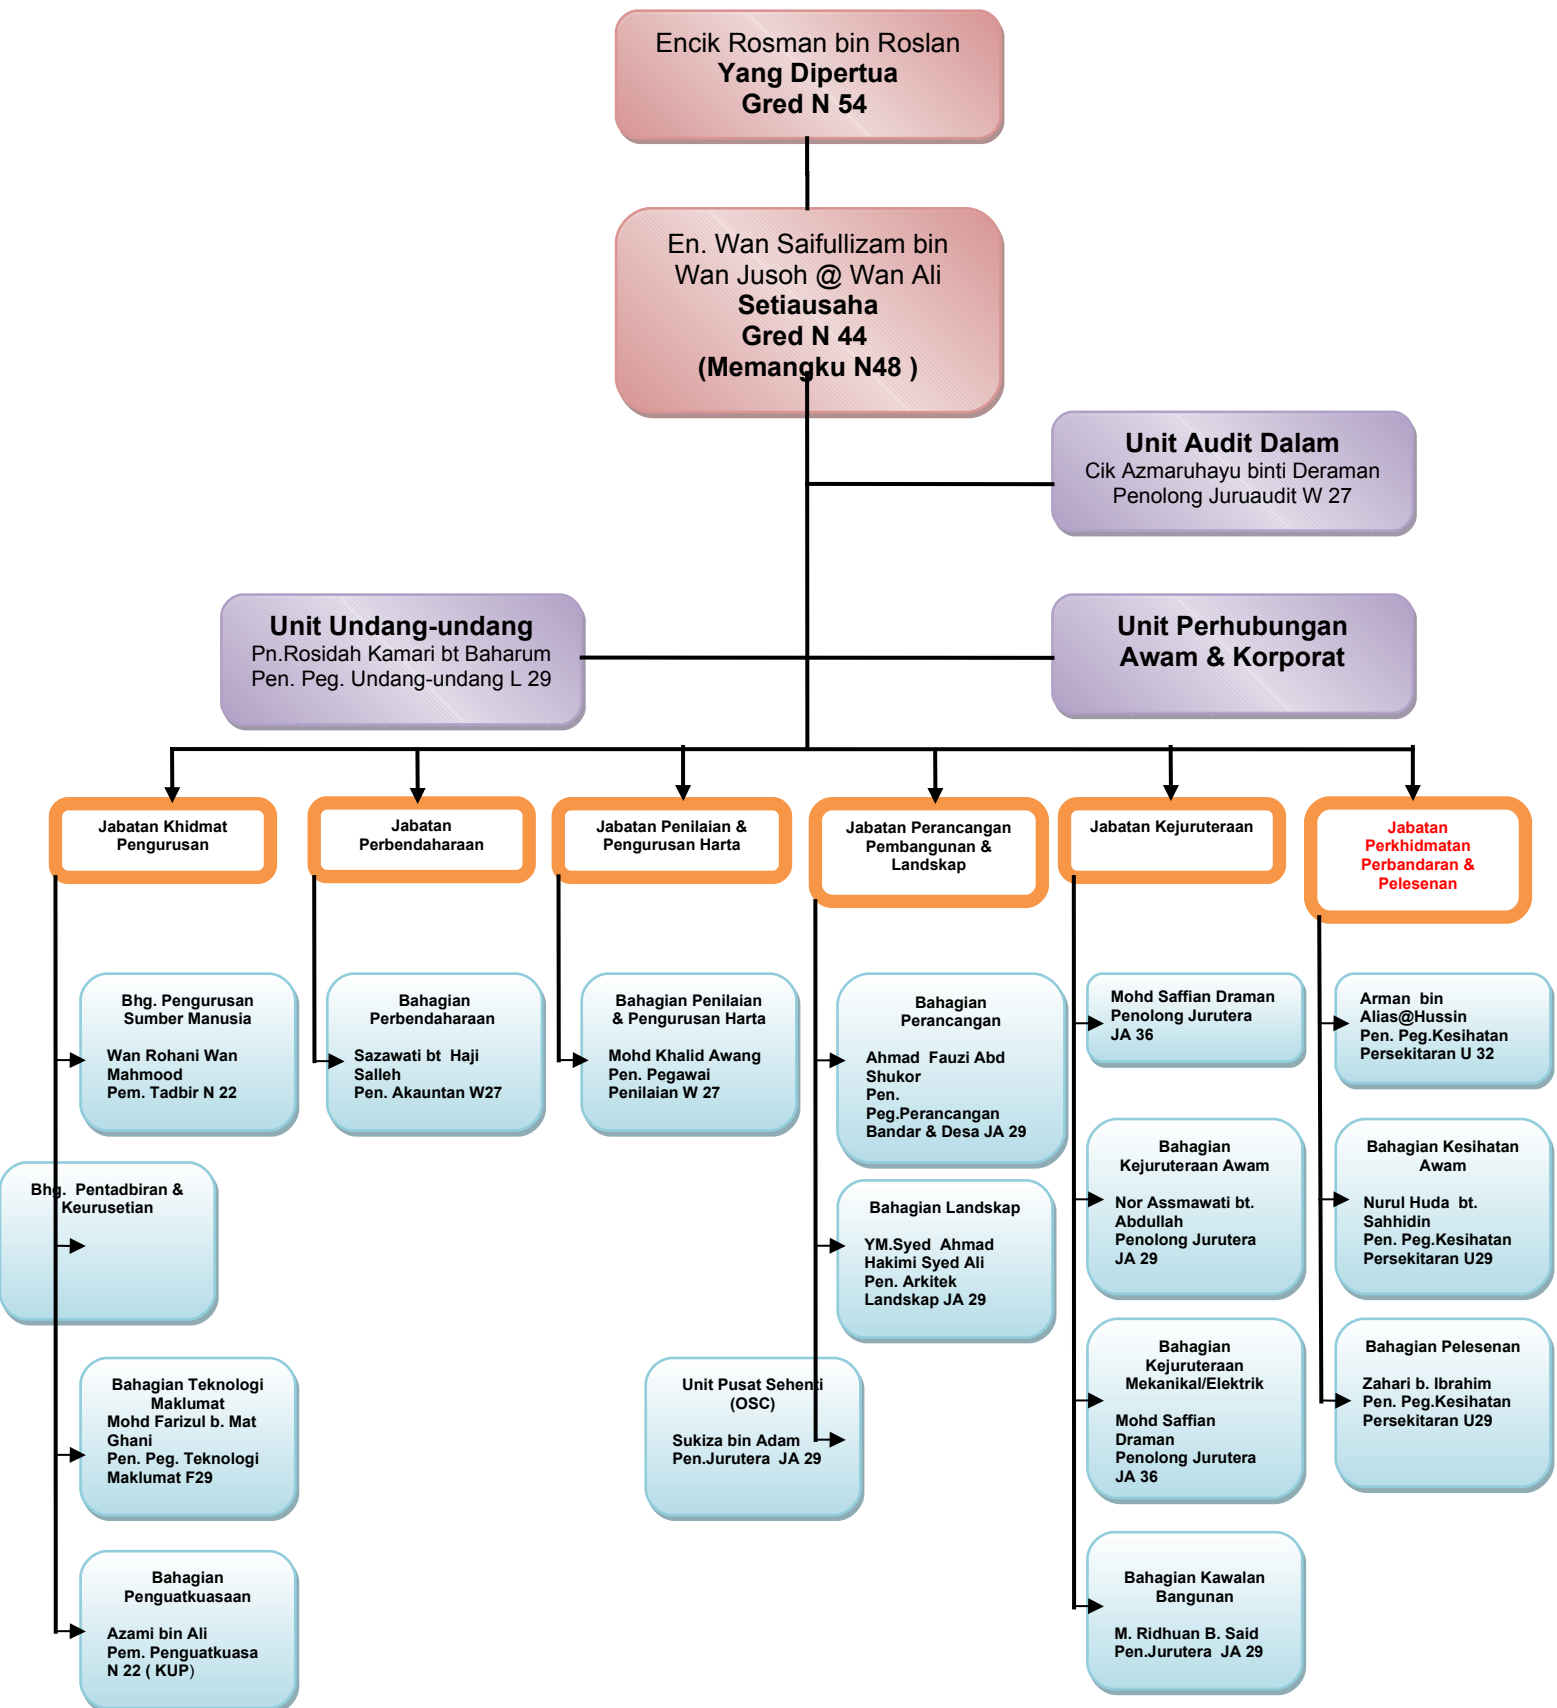 Encik Rosman bin Roslan
Yang Dipertua
Gred N 54
En. Wan Saifullizam bin
Wan Jusoh @ Wan Ali
Setiausaha
Gred N 44
(Memangku N48 )
Unit Audit Dalam
Cik Azmaruhayu binti Deraman
Penolong Juruaudit W 27
Unit Undang-undang
Pn.Rosidah Kamari bt Baharum
Pen. Peg. Undang-undang L 29
Unit Perhubungan
Awam & Korporat
Jabatan Khidmat
Pengurusan
Jabatan
Perbendaharaan
Jabatan Penilaian &
Pengurusan Harta
Jabatan Perancangan
Pembangunan &
Landskap
Jabatan Kejuruteraan
Jabatan
Perkhidmatan
Perbandaran &
Pelesenan
Bhg. Pengurusan
Sumber Manusia
Wan Rohani Wan
Mahmood
Pem. Tadbir N 22
Bhg. Pentadbiran &
Keurusetian
Bahagian Teknologi
Maklumat
Mohd Farizul b. Mat
Ghani
Pen. Peg. Teknologi
Maklumat F29
Bahagian
Penguatkuasaan
Azami bin Ali
Pem. Penguatkuasa
N 22 ( KUP)
Bahagian
Perbendaharaan
Sazawati bt Haji
Salleh
Pen. Akauntan W27
Bahagian Penilaian
& Pengurusan Harta
Mohd Khalid Awang
Pen. Pegawai
Penilaian W 27
Bahagian
Perancangan
Ahmad Fauzi Abd
Shukor
Pen.
Peg.Perancangan
Bandar & Desa JA 29
Bahagian Landskap
YM.Syed Ahmad
Hakimi Syed Ali
Pen. Arkitek
Landskap JA 29
Unit Pusat Sehenti
(OSC)
Sukiza bin Adam
Pen.Jurutera JA 29
Mohd Saffian Draman
Penolong Jurutera
JA 36
Bahagian
Kejuruteraan Awam
Nor Assmawati bt.
Abdullah
Penolong Jurutera
JA 29
Bahagian
Kejuruteraan
Mekanikal/Elektrik
Mohd Saffian
Draman
Penolong Jurutera
JA 36
Bahagian Kawalan
Bangunan
M. Ridhuan B. Said
Pen.Jurutera JA 29
Arman bin
Alias@Hussin
Pen. Peg.Kesihatan
Persekitaran U 32
Bahagian Kesihatan
Awam
Nurul Huda bt.
Sahhidin
Pen. Peg.Kesihatan
Persekitaran U29
Bahagian Pelesenan
Zahari b. Ibrahim
Pen. Peg.Kesihatan
Persekitaran U29